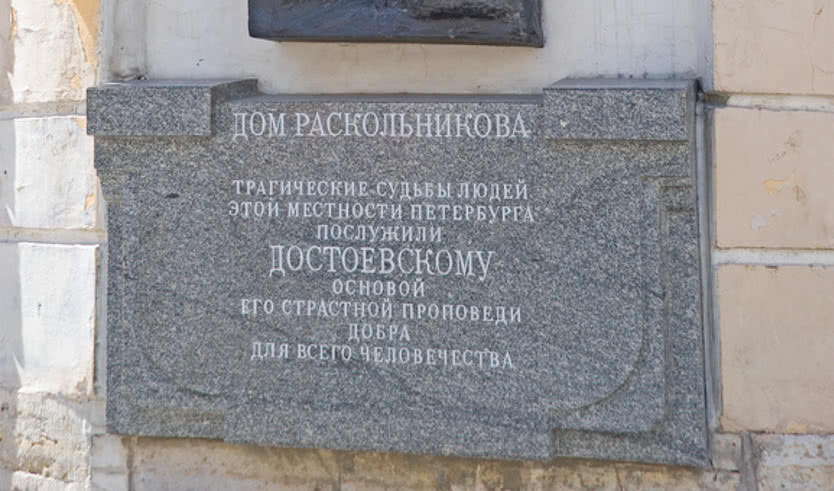 ДОМ РАСКОЛЬНИКОВА
ТРАГИЧЕСКИЕ СУДЬБЫ ЛЮДЕЙ
ЭТОЙ МЕСТНОСТИ ПЕТЕРБУРГА
ПОСЛУЖИЛИ
ДОСТОЕВСКОМУ
ОСНОВОЙ
ЕГО СТРАСТНОЙ ПРОПОВЕДИ
ДОБРА
ДЛЯ ВСЕГО ЧЕЛОВЕЧЕСТВА